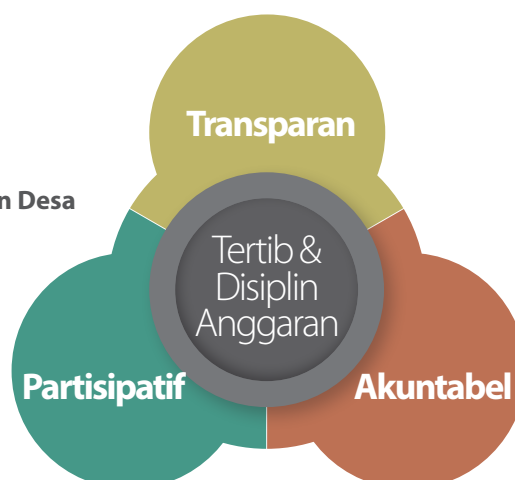 Transparan
n Desa
Tertib &
Disiplin
Anggaran
Partisipatif
Akuntabel